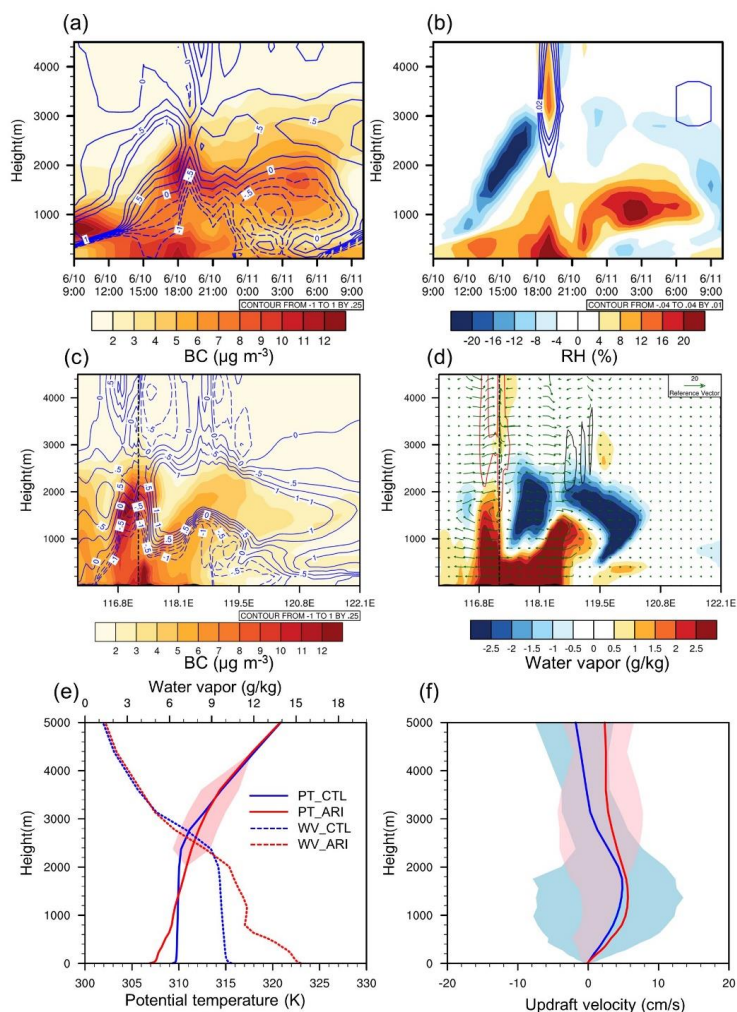 (a)
(b)
Height(m)
4000
3000
2000
1000
6/10 6/10 6/10 6/10 6/10 6/11 6/11 6/11 6/11
9:00 12:00 15:00 18:00 21:00 0:00 3:00 6:00 9:00
CONTOUR FROM -1 TO 1 BY .25
2 3 4 5 6 7 8 9 10 11 12
BC (μg m⁻³)
Height(m)
4000
3000
2000
1000
.02
6/10 6/10 6/10 6/10 6/10 6/11 6/11 6/11 6/11
9:00 12:00 15:00 18:00 21:00 0:00 3:00 6:00 9:00
CONTOUR FROM -.04 TO .04 BY .01
-20 -16 -12 -8 -4 0 4 8 12 16 20
RH (%)
(c)
(d)
Height(m)
4000
3000
2000
1000
116.8E 118.1E 119.5E 120.8E 122.1E
CONTOUR FROM -1 TO 1 BY .25
2 3 4 5 6 7 8 9 10 11 12
BC (μg m⁻³)
20
Reference Vector
Height(m)
4000
3000
2000
1000
116.8E 118.1E 119.5E 120.8E 122.1E
-2.5 -2 -1.5 -1 -.5 0 .5 1 1.5 2 2.5
Water vapor (g/kg)
(e)
Water vapor (g/kg)
0 3 6 9 12 15 18
Height(m)
5000
4000
3000
2000
1000
0
PT_CTL
PT_ARI
WV_CTL
WV_ARI
300 305 310 315 320 325 330
Potential temperature (K)
(f)
Height(m)
5000
4000
3000
2000
1000
0
-20 -10 0 10 20
Updraft velocity (cm/s)